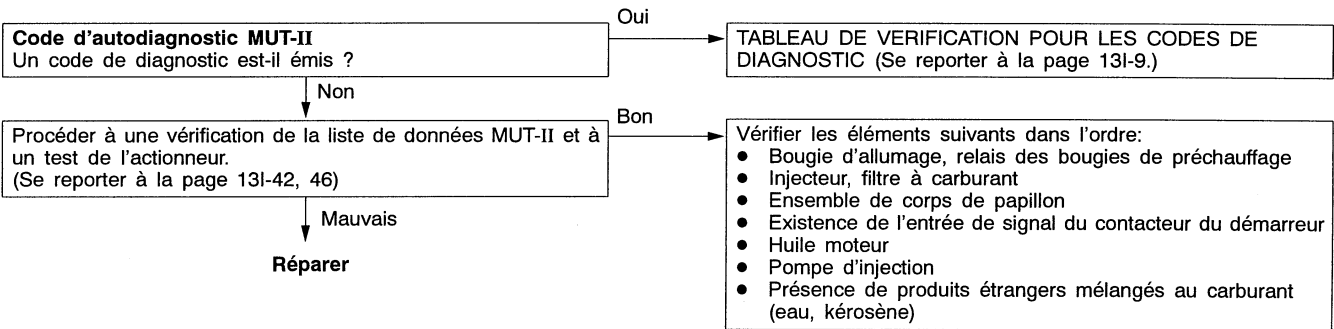 Code d'autodiagnostic MUT-II
Un code de diagnostic est-il émis ?
Oui
TABLEAU DE VERIFICATION POUR LES CODES DE
DIAGNOSTIC (Se reporter à la page 13I-9.)
Non
Procéder à une vérification de la liste de données MUT-II et à
un test de l'actionneur.
(Se reporter à la page 13I-42, 46)
Bon
Vérifier les éléments suivants dans l'ordre:
● Bougie d'allumage, relais des bougies de préchauffage
● Injecteur, filtre à carburant
● Ensemble de corps de papillon
● Existence de l'entrée de signal du contacteur du démarreur
● Huile moteur
● Pompe d'injection
● Présence de produits étrangers mélangés au carburant
(eau, kérosène)
Mauvais
Réparer